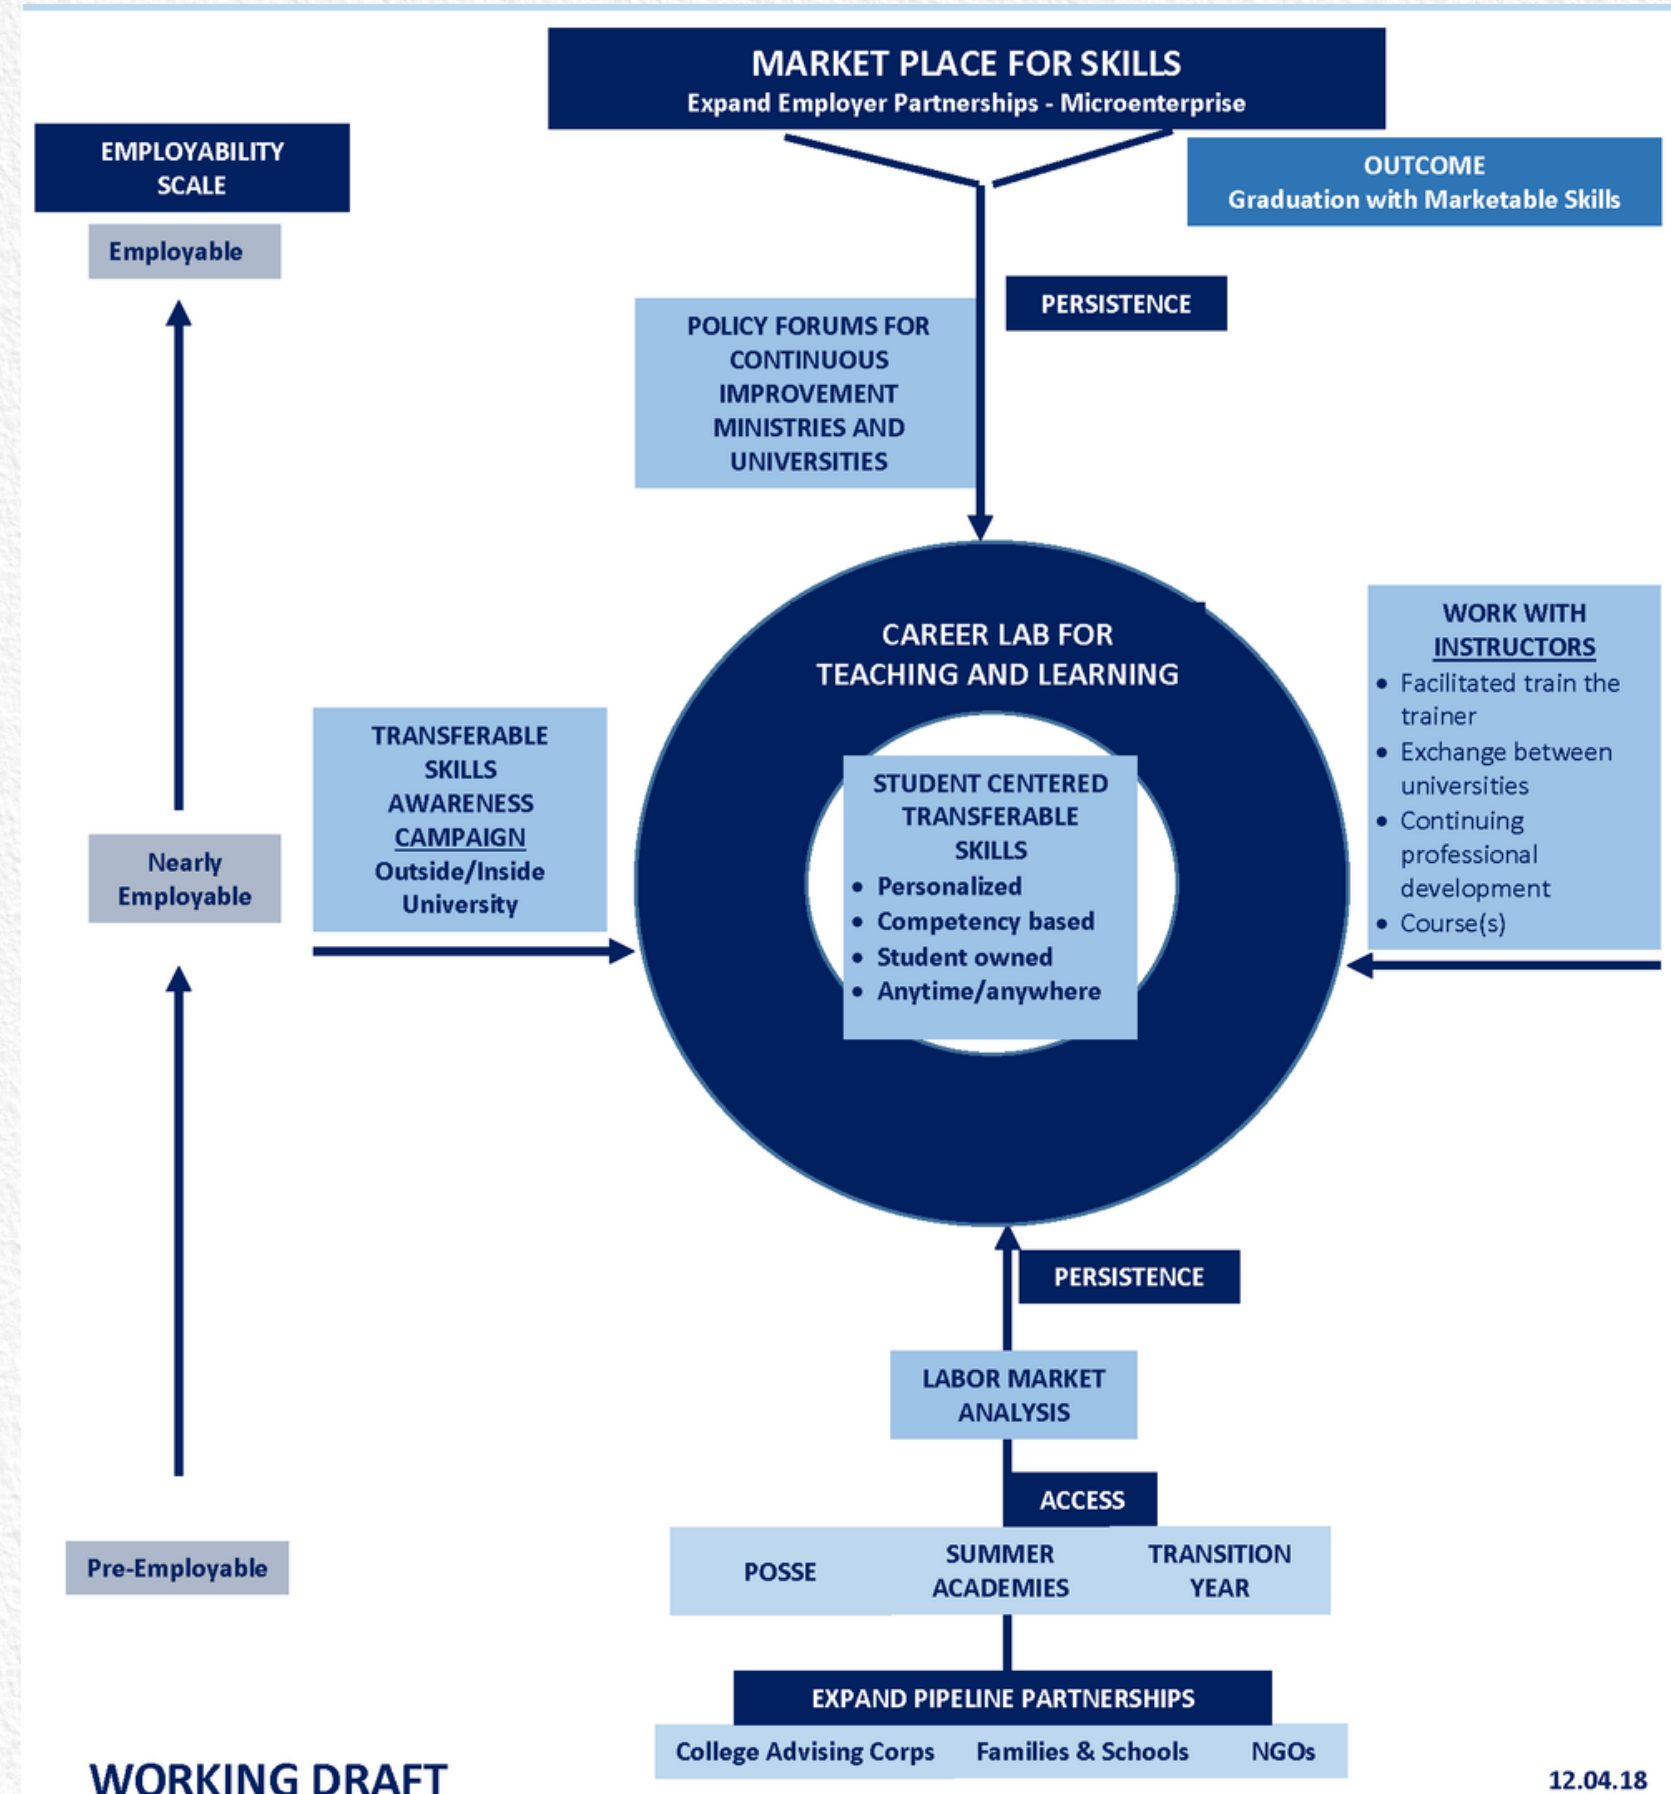 MARKET PLACE FOR SKILLS
Expand Employer Partnerships - Microenterprise
EMPLOYABILITY
SCALE
OUTCOME
Graduation with Marketable Skills
Employable
PERSISTENCE
POLICY FORUMS FOR
CONTINUOUS
IMPROVEMENT
MINISTRIES AND
UNIVERSITIES
CAREER LAB FOR
TEACHING AND LEARNING
WORK WITH
INSTRUCTORS
• Facilitated train the
trainer
• Exchange between
universities
• Continuing
professional
development
• Course(s)
TRANSFERABLE
SKILLS
AWARENESS
CAMPAIGN
Outside/Inside
University
STUDENT CENTERED
TRANSFERABLE
SKILLS
• Personalized
• Competency based
• Student owned
• Anytime/anywhere
Nearly
Employable
PERSISTENCE
LABOR MARKET
ANALYSIS
ACCESS
POSSE
SUMMER
ACADEMIES
TRANSITION
YEAR
Pre-Employable
EXPAND PIPELINE PARTNERSHIPS
College Advising Corps Families & Schools NGOs
WORKING DRAFT
12.04.18